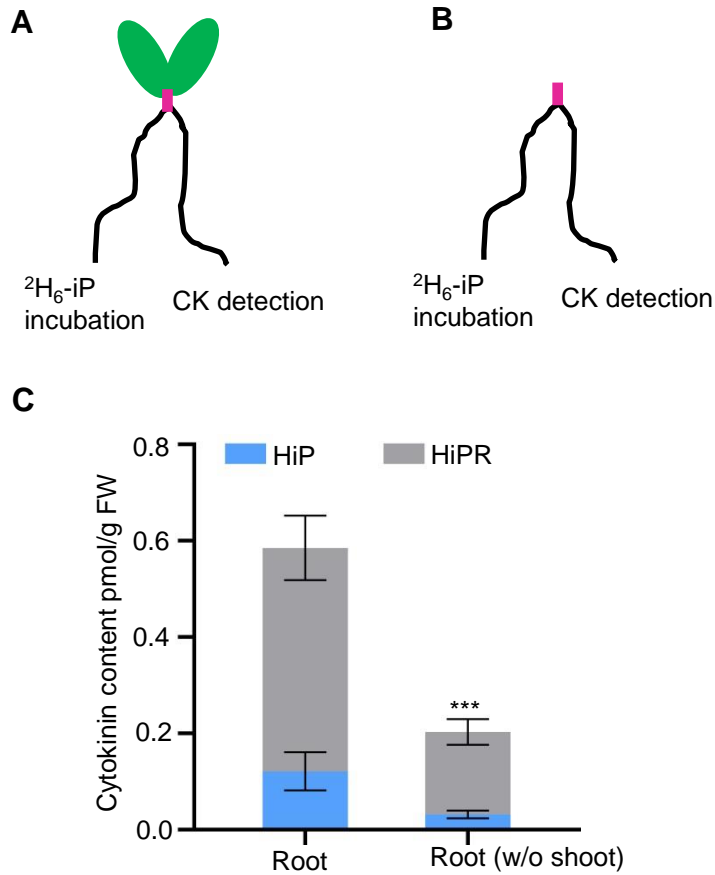 A
B
²H₆-iP
incubation
CK detection
²H₆-iP
incubation
CK detection
C
Cytokinin content pmol/g FW
HiP
HiPR
0.8
0.6
0.4
0.2
0.0
***
Root
Root (w/o shoot)